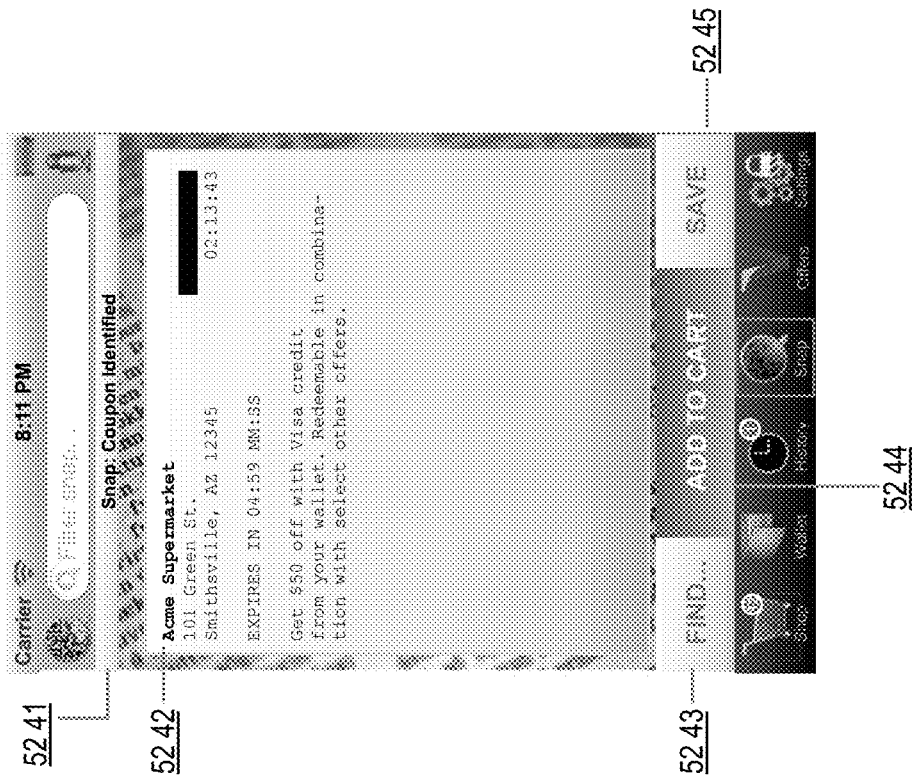 Carrier 8:11 PM
Filter snap...
Snap: Coupon Identified
Acme Supermarket
101 Green St.
Smithsville, AZ 12345
02:13:43
EXPIRES IN 04:59 MM:SS
Get $50 off with Visa credit
from your wallet. Redeemable in combina-
tion with select other offers.
FIND... ADD TO CART SAVE
Shop Wallet History Snap Offers Settings
52 41
52 42
52 43
52 44
52 45